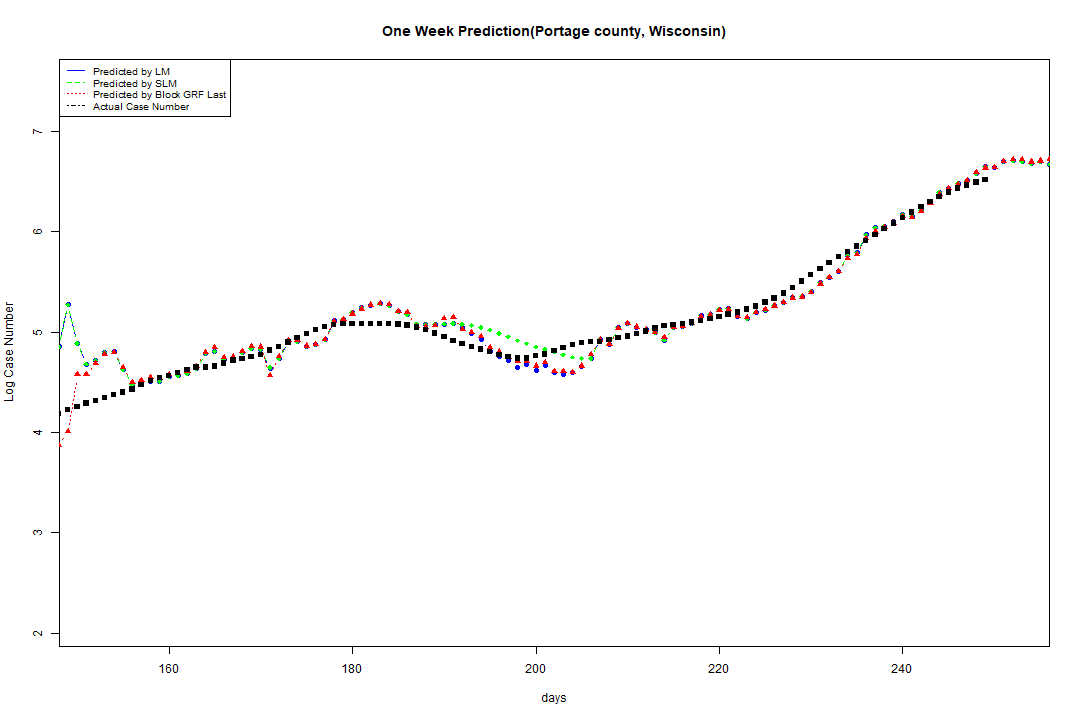 One Week Prediction(Portage county, Wisconsin)
Predicted by LM
Predicted by SLM
Predicted by Block GRF Last
Actual Case Number
7
6
5
4
3
2
Log Case Number
160 180 200 220 240
days